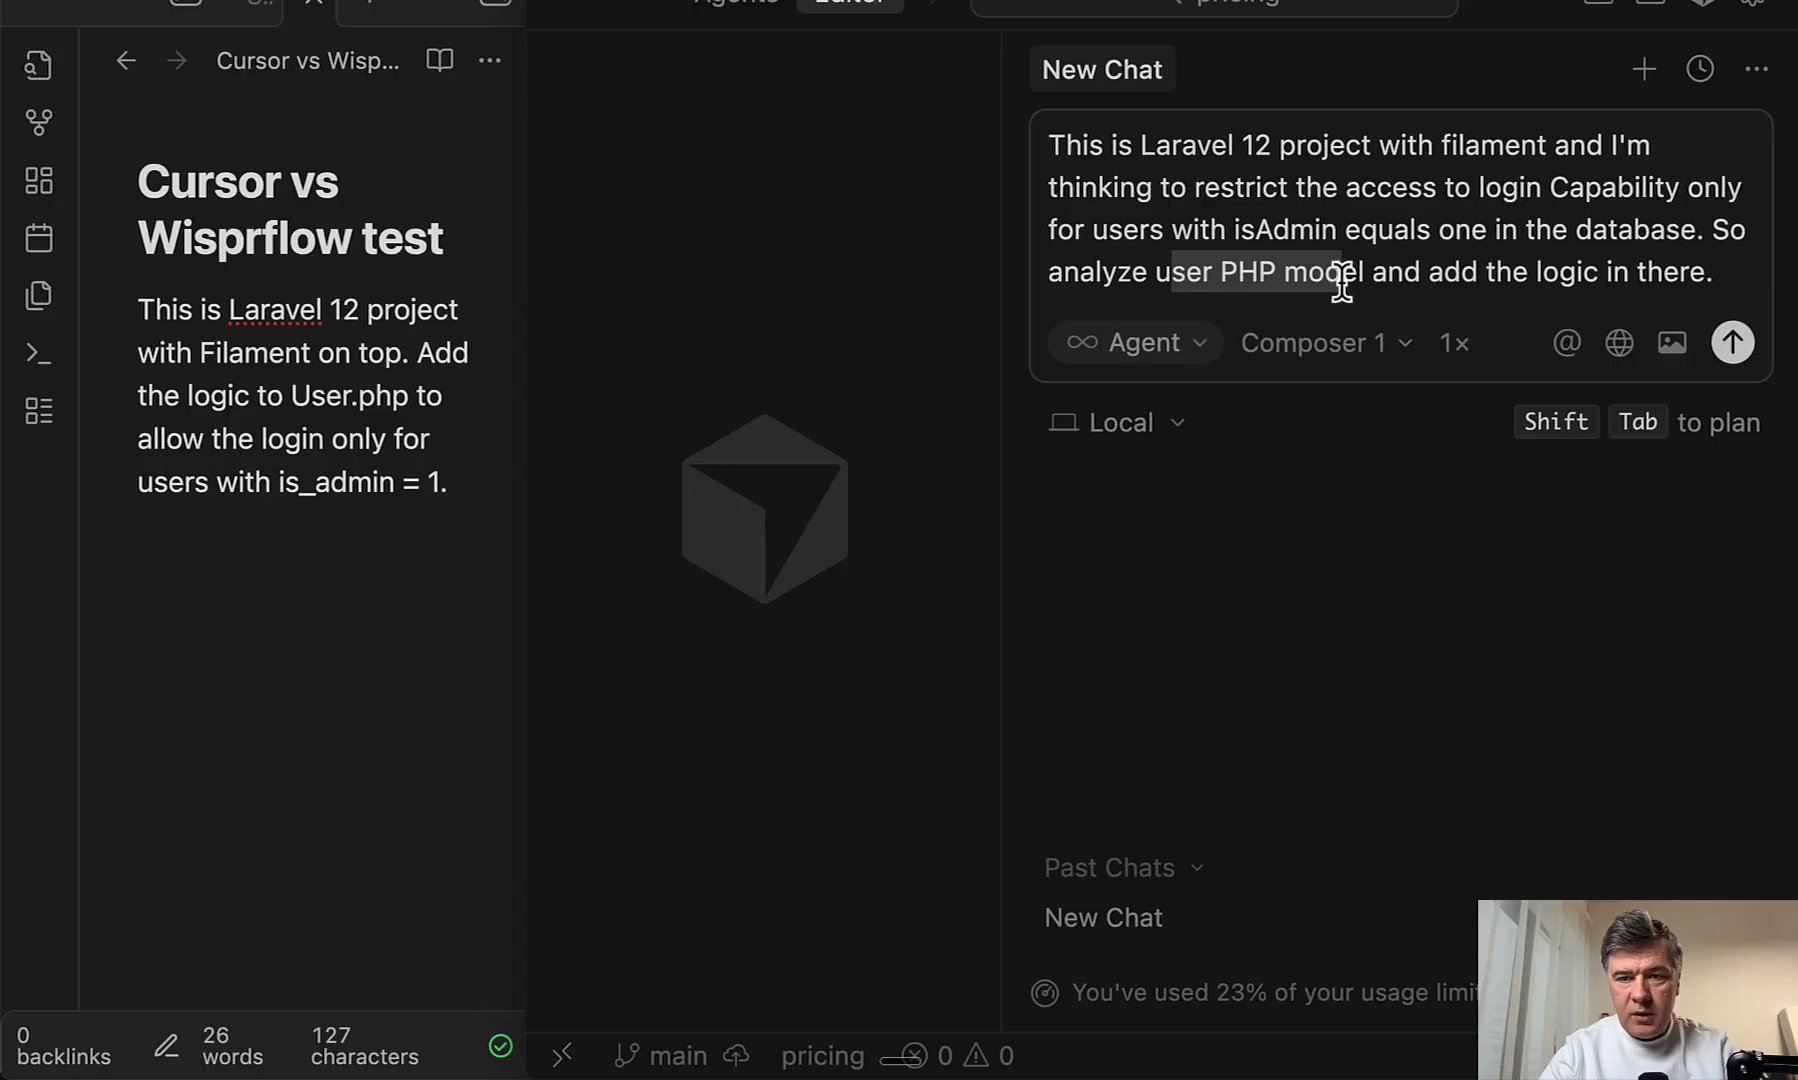 Cursor vs Wisp...
Cursor vs
Wisprflow test
This is Laravel 12 project
with Filament on top. Add
the logic to User.php to
allow the login only for
users with is_admin = 1.
0
backlinks
26
words
127
characters
Agents
Editor
pricing
New Chat
This is Laravel 12 project with filament and I'm
thinking to restrict the access to login Capability only
for users with isAdmin equals one in the database. So
analyze user PHP model and add the logic in there.
Agent
Composer 1
1×
Local
Shift Tab to plan
Past Chats
New Chat
You've used 23% of your usage limit
main
pricing
0
0